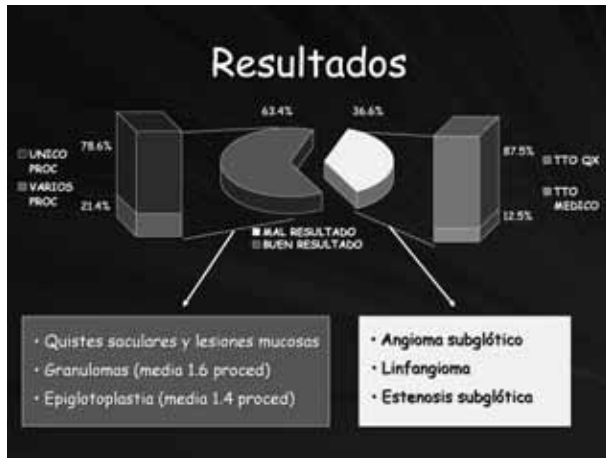 Resultados
63.4%
36.6%
UNICO
PROC
VARIOS
PROC
78.6%
21.4%
87.5%
12.5%
TTO QX
TTO
MEDICO
MAL RESULTADO
BUEN RESULTADO
• Quistes saculares y lesiones mucosas
• Granulomas (media 1.6 proced)
• Epiglotoplastia (media 1.4 proced)
• Angioma subglótico
• Linfangioma
• Estenosis subglótica